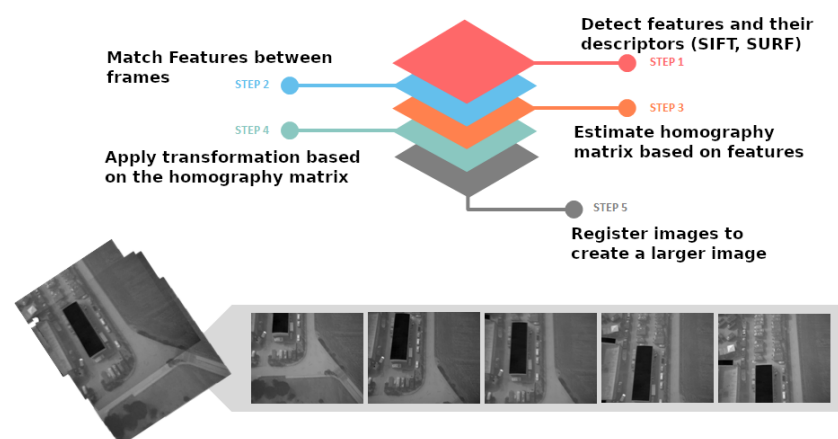 Detect features and their
descriptors (SIFT, SURF)
STEP 1
Match Features between
frames
STEP 2
STEP 3
Estimate homography
matrix based on features
STEP 4
Apply transformation based
on the homography matrix
STEP 5
Register images to
create a larger image